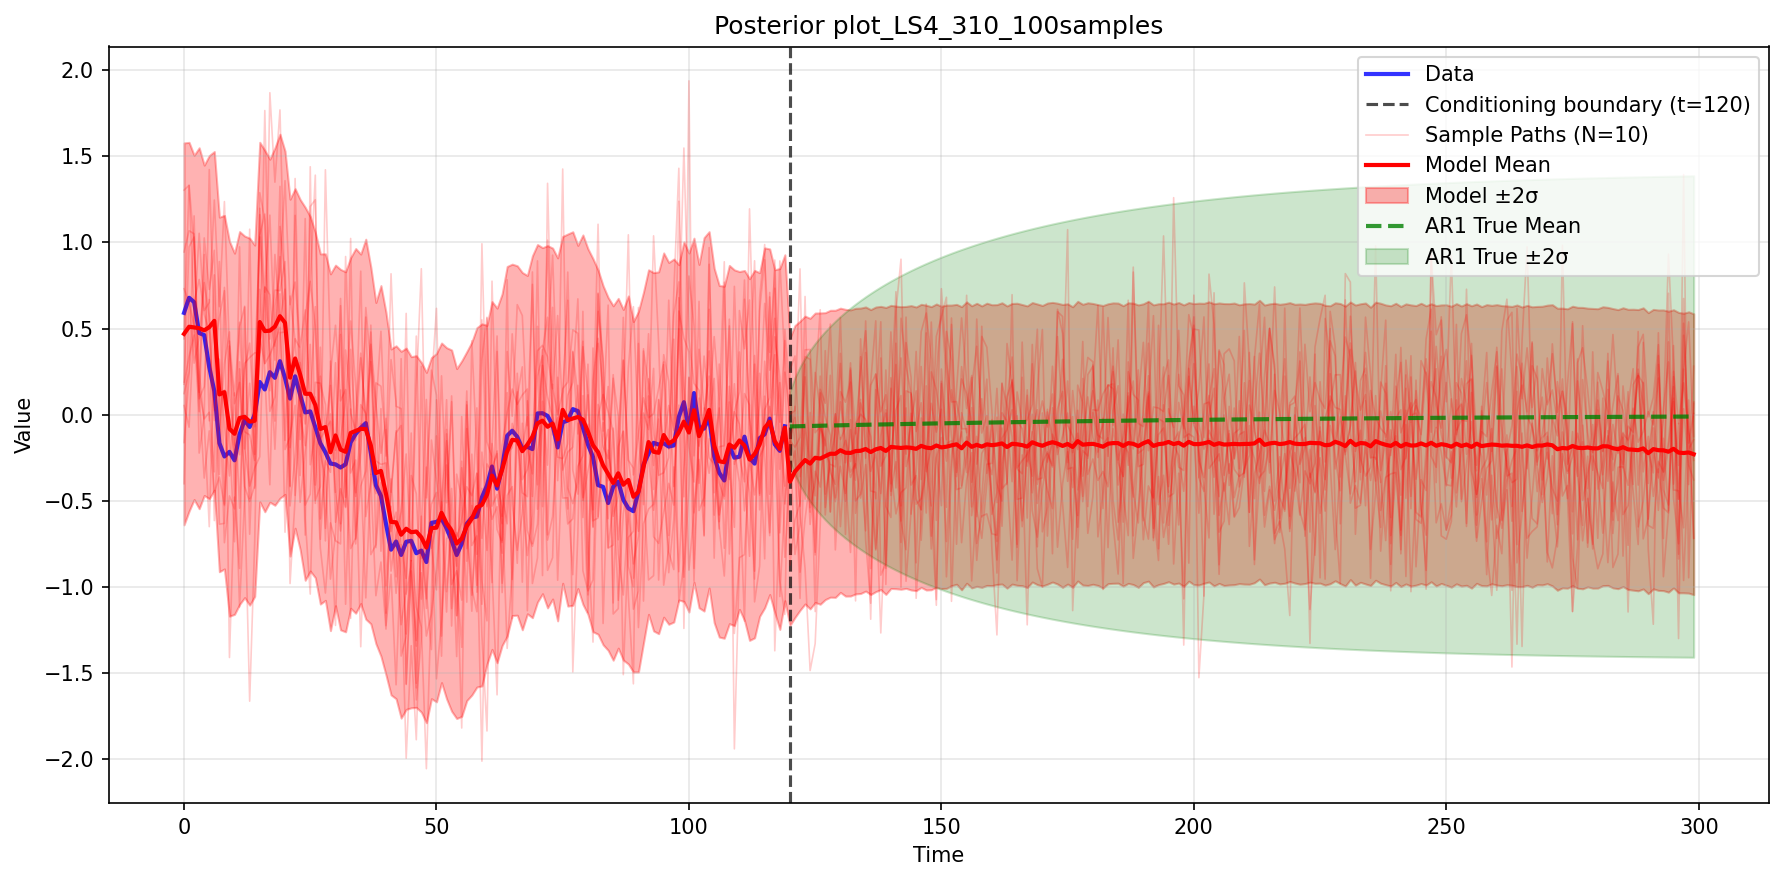 Posterior plot_LS4_310_100samples
2.0
1.5
1.0
0.5
0.0
−0.5
−1.0
−1.5
−2.0
Value
Data
Conditioning boundary (t=120)
Sample Paths (N=10)
Model Mean
Model ±2σ
AR1 True Mean
AR1 True ±2σ
0 50 100 150 200 250 300
Time